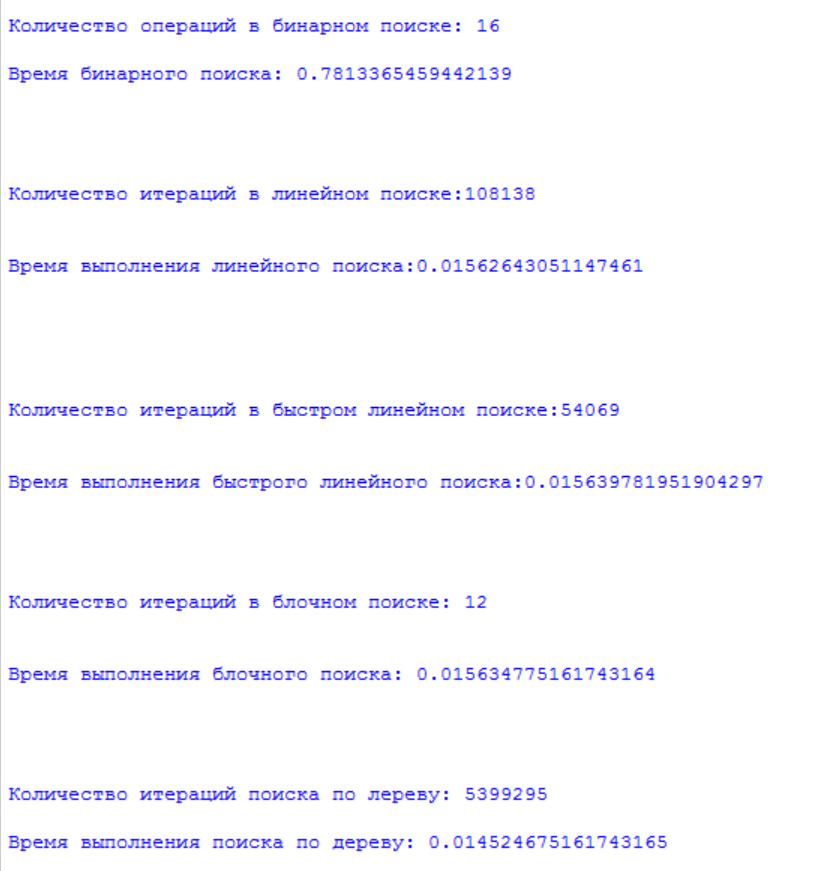 Количество операций в бинарном поиске: 16
Время бинарного поиска: 0.7813365459442139
Количество итераций в линейном поиске:108138
Время выполнения линейного поиска:0.01562643051147461
Количество итераций в быстром линейном поиске:54069
Время выполнения быстрого линейного поиска:0.015639781951904297
Количество итераций в блочном поиске: 12
Время выполнения блочного поиска: 0.015634775161743164
Количество итераций поиска по лереву: 5399295
Время выполнения поиска по дереву: 0.014524675161743165